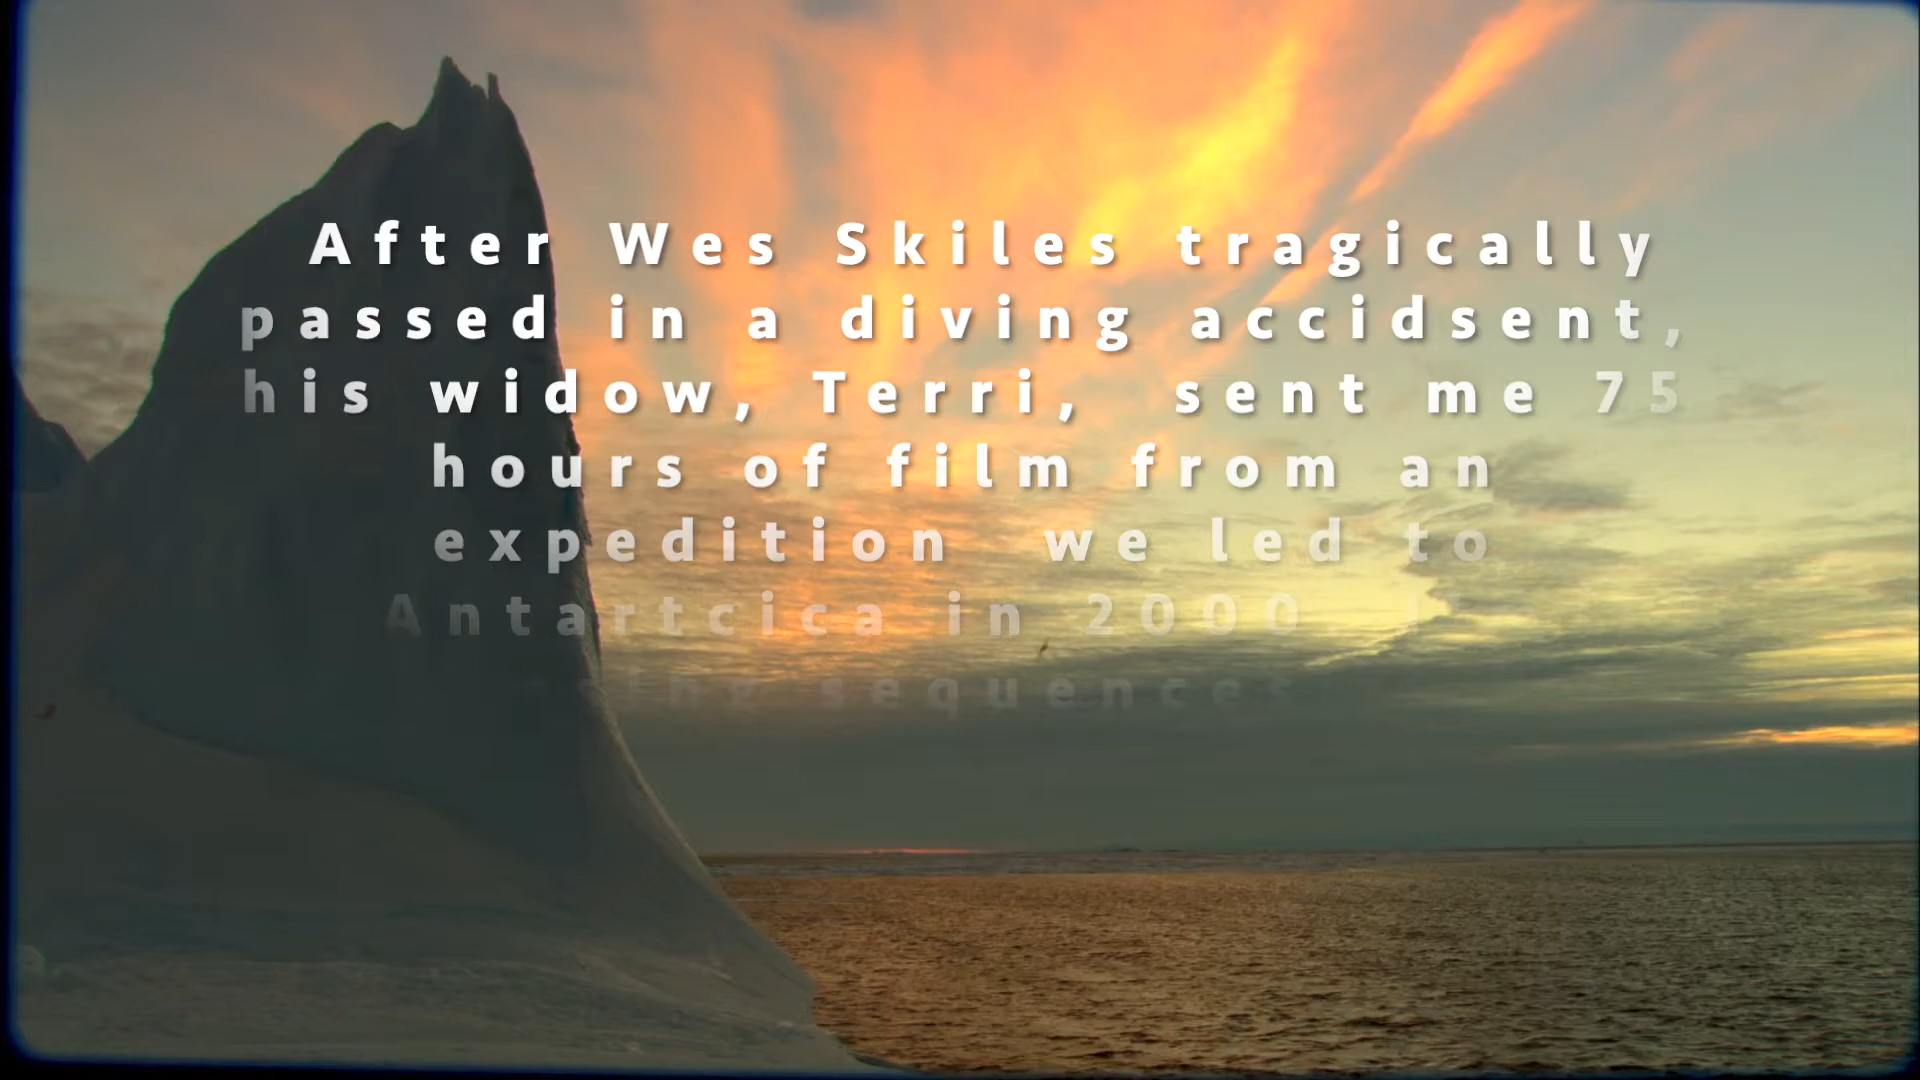 After Wes Skiles tragically
passed in a diving accidsent,
his widow, Terri, sent me 75
hours of film from an
expedition we led to
Antartcica in 2000
sequences